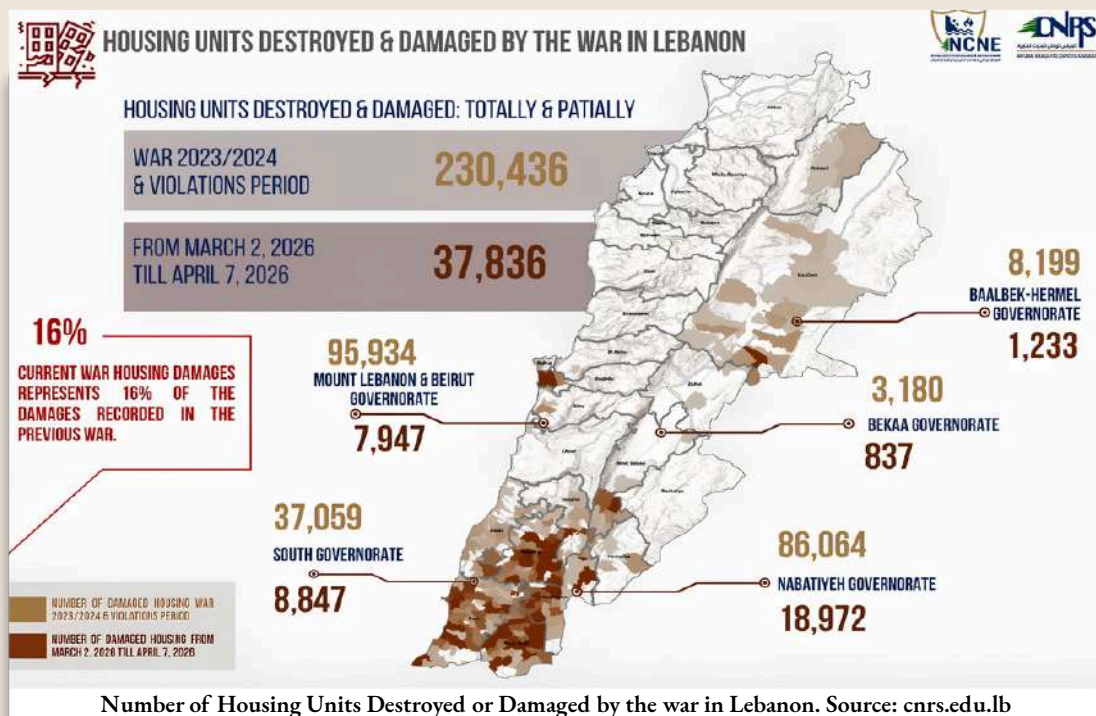 HOUSING UNITS DESTROYED & DAMAGED BY THE WAR IN LEBANON
NCNE
CNRS
HOUSING UNITS DESTROYED & DAMAGED: TOTALLY & PATIALLY
WAR 2023/2024
& VIOLATIONS PERIOD
230,436
FROM MARCH 2, 2026
TILL APRIL 7, 2026
37,836
16%
CURRENT WAR HOUSING DAMAGES
REPRESENTS 16% OF THE
DAMAGES RECORDED IN THE
PREVIOUS WAR.
8,199
BAALBEK-HERMEL
GOVERNORATE
1,233
95,934
MOUNT LEBANON & BEIRUT
GOVERNORATE
7,947
3,180
BEKAA GOVERNORATE
837
37,059
SOUTH GOVERNORATE
8,847
86,064
NABATIYEH GOVERNORATE
18,972
NUMBER OF DAMAGED HOUSING WAR
2023/2024 & VIOLATIONS PERIOD
NUMBER OF DAMAGED HOUSING FROM
MARCH 2, 2026 TILL APRIL 7, 2026
Number of Housing Units Destroyed or Damaged by the war in Lebanon. Source: cnrs.edu.lb